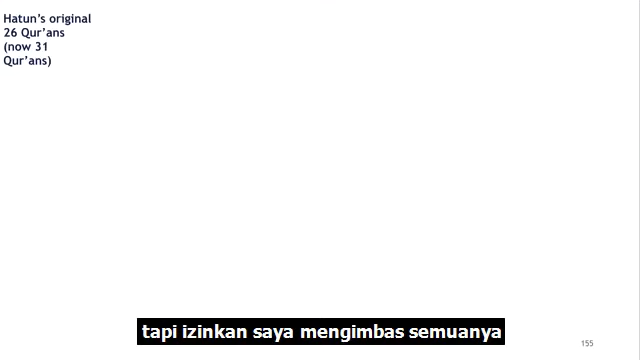 Hatun's original
26 Qur'ans
(now 31
Qur'ans)
tapi izinkan saya mengimbas semuanya
155